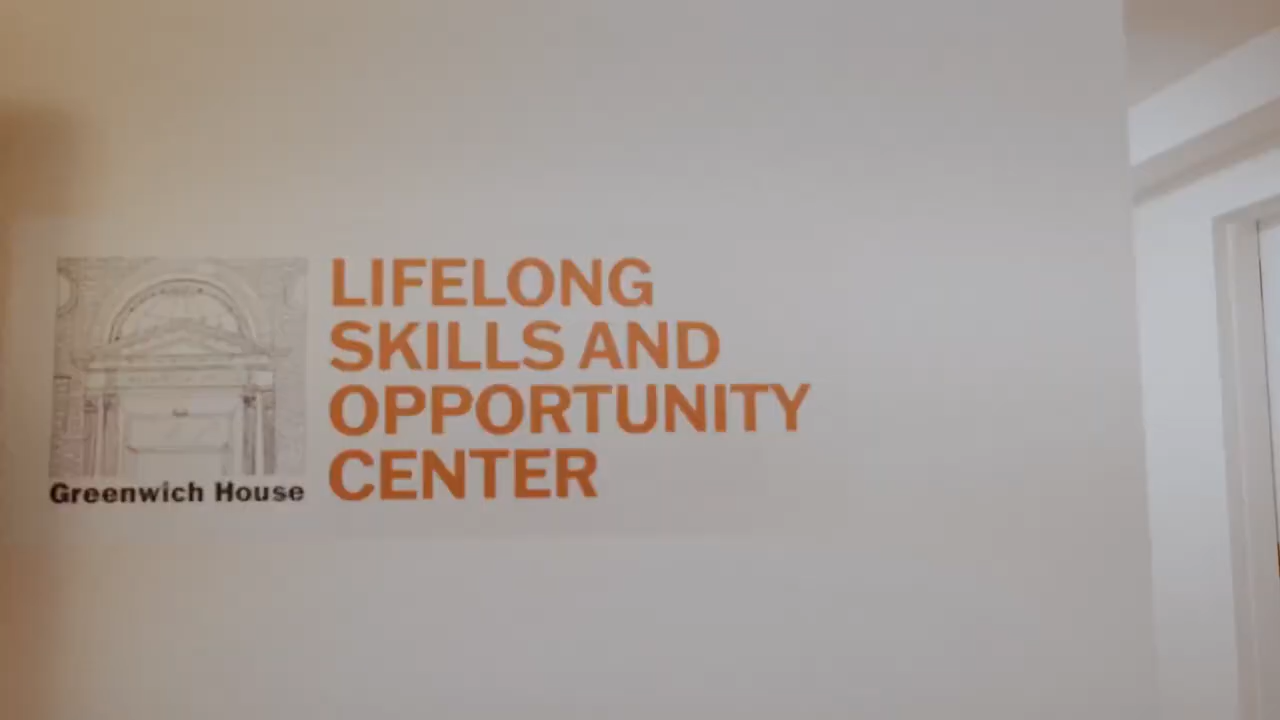 LIFELONG
SKILLS AND
OPPORTUNITY
CENTER
Greenwich House